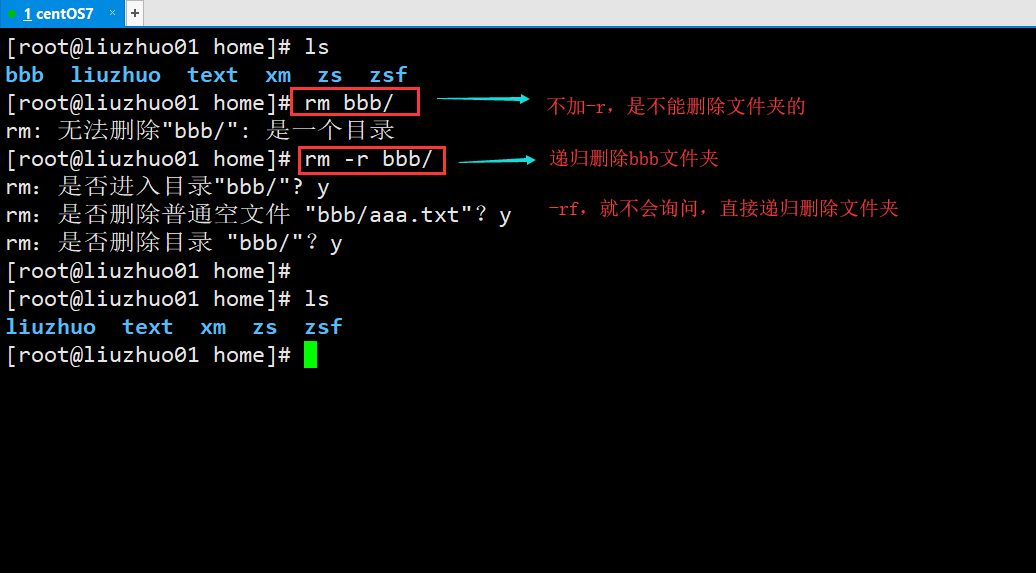 1 centOS7 × +
[root@liuzhuo01 home]# ls
bbb liuzhuo text xm zs zsf
[root@liuzhuo01 home]# rm bbb/
不加-r，是不能删除文件夹的
rm: 无法删除"bbb/": 是一个目录
[root@liuzhuo01 home]# rm -r bbb/
递归删除bbb文件夹
rm：是否进入目录"bbb/"? y
rm：是否删除普通空文件 "bbb/aaa.txt"？y
-rf，就不会询问，直接递归删除文件夹
rm：是否删除目录 "bbb/"？y
[root@liuzhuo01 home]#
[root@liuzhuo01 home]# ls
liuzhuo text xm zs zsf
[root@liuzhuo01 home]#